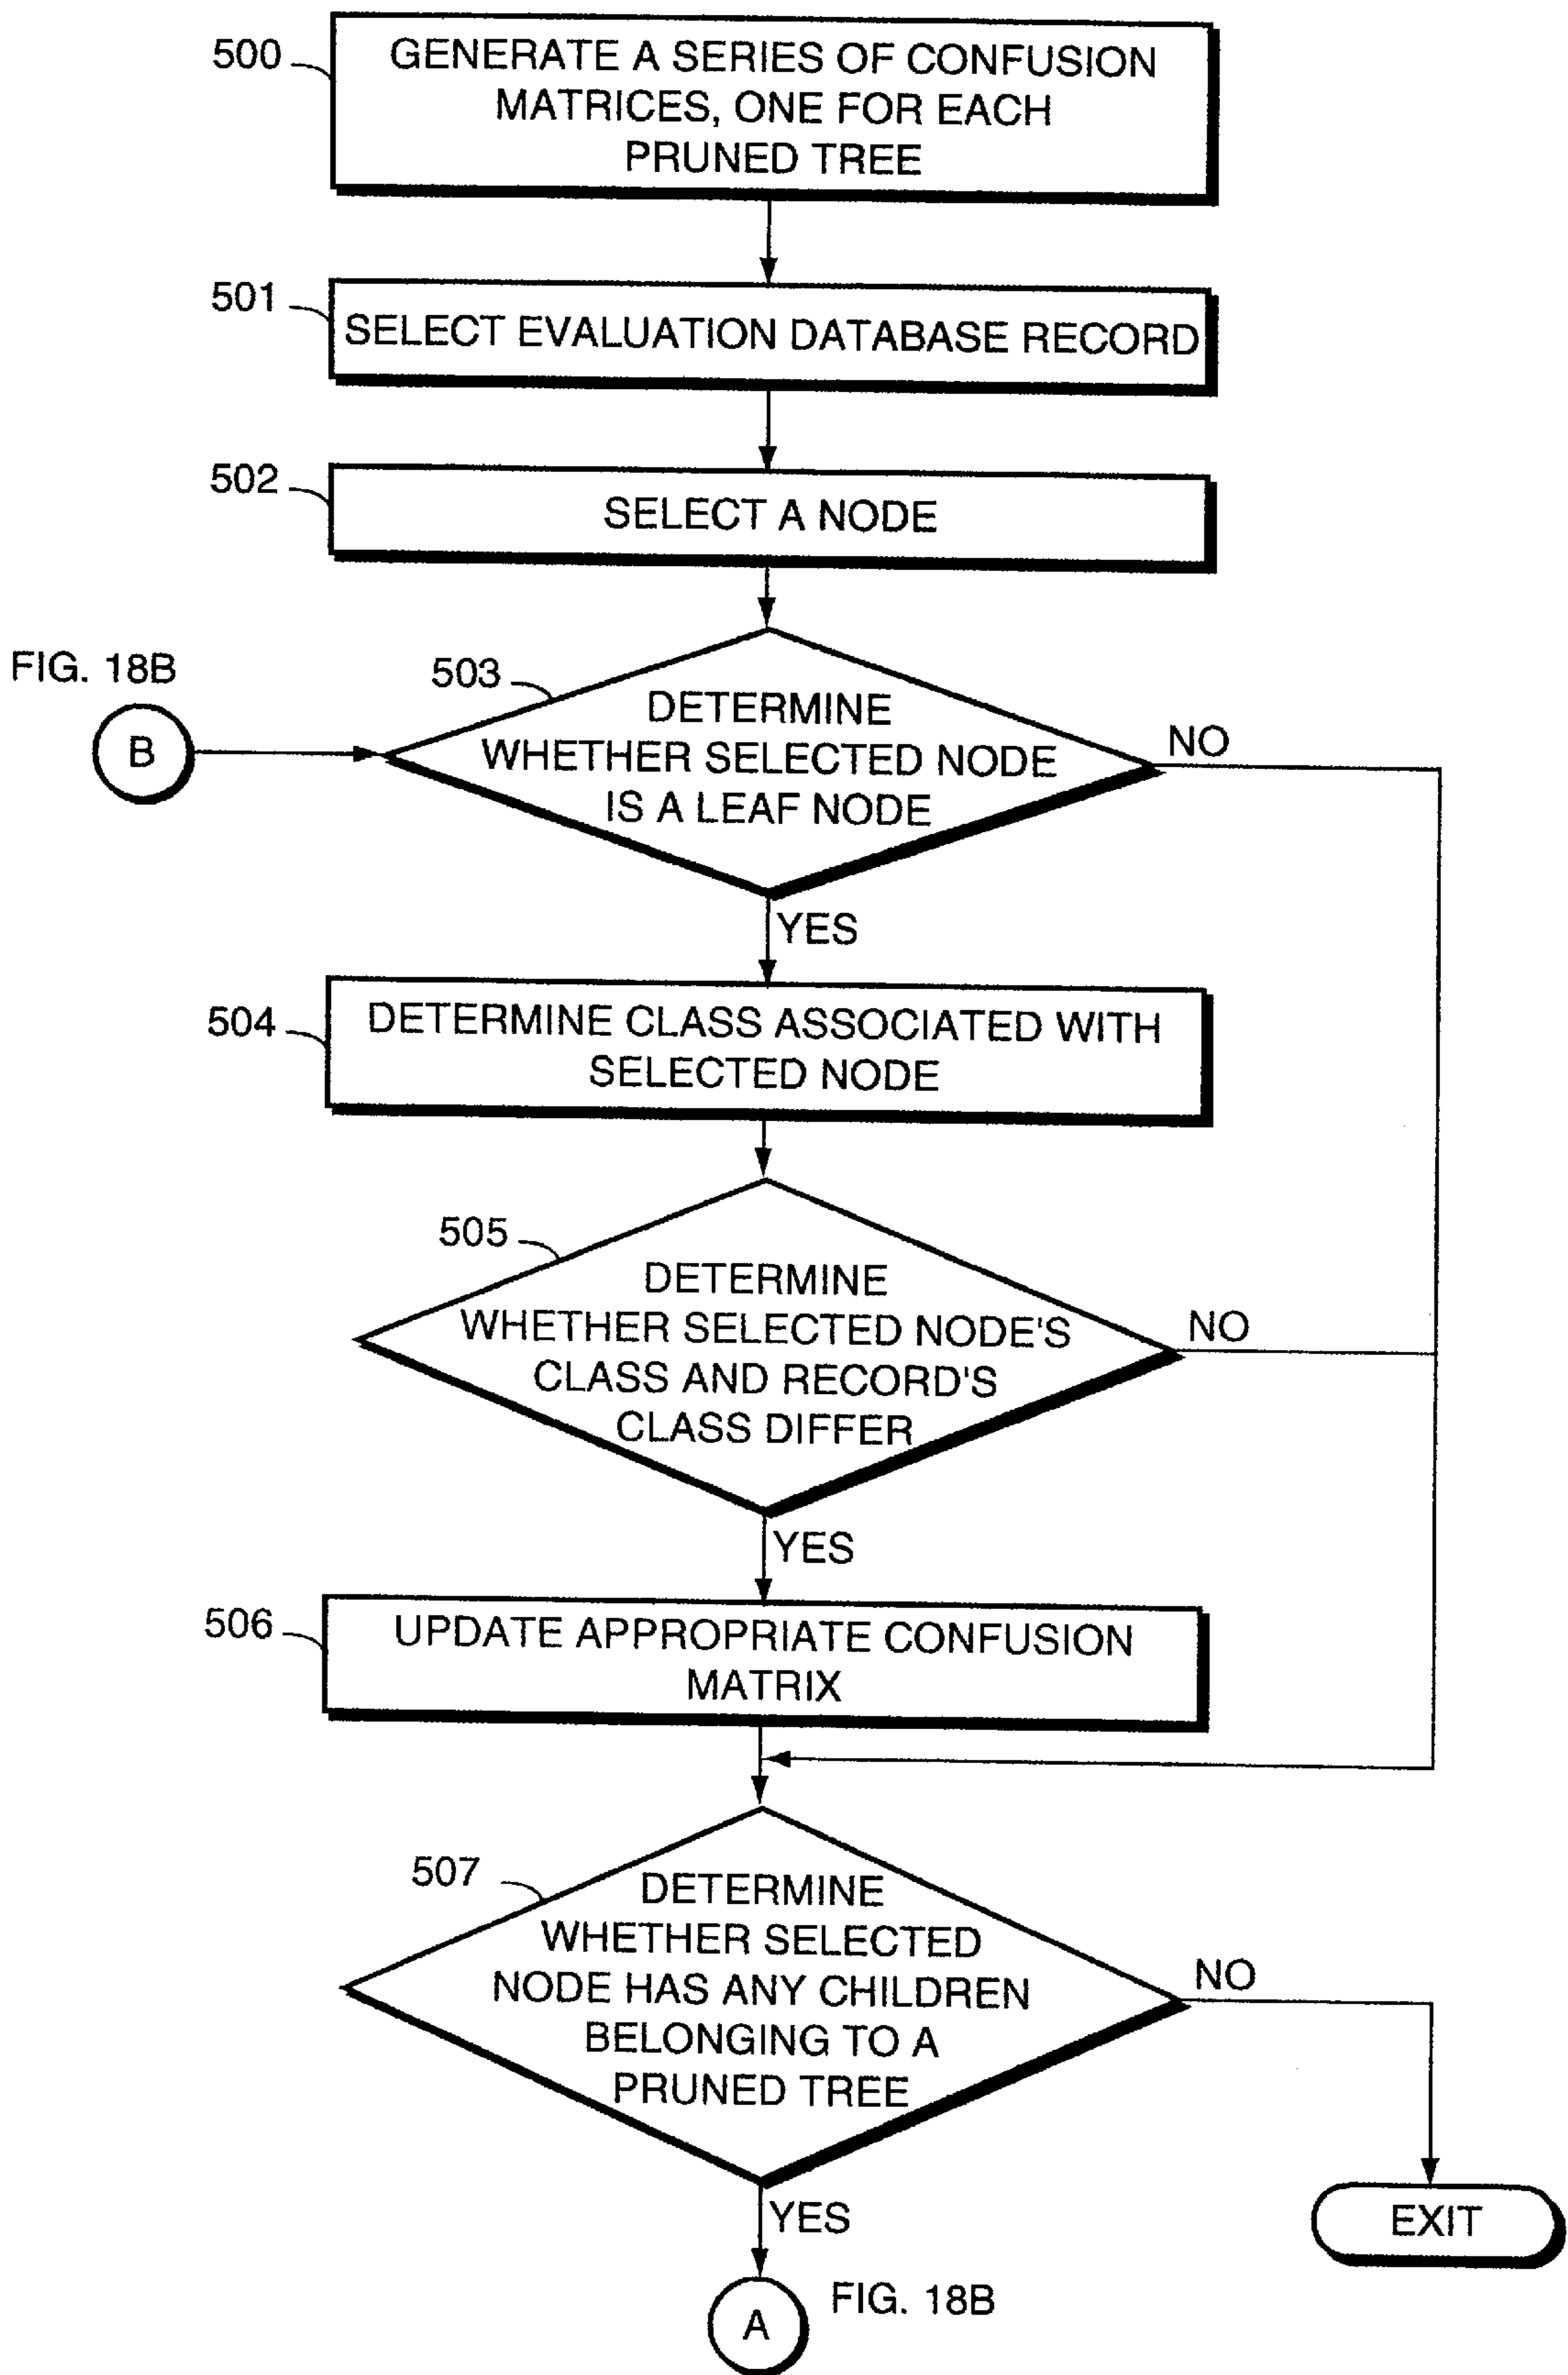 500
GENERATE A SERIES OF CONFUSION
MATRICES, ONE FOR EACH
PRUNED TREE
501
SELECT EVALUATION DATABASE RECORD
502
SELECT A NODE
FIG. 18B
B
503
DETERMINE
WHETHER SELECTED NODE
IS A LEAF NODE
NO
YES
504
DETERMINE CLASS ASSOCIATED WITH
SELECTED NODE
505
DETERMINE
WHETHER SELECTED NODE'S
CLASS AND RECORD'S
CLASS DIFFER
NO
YES
506
UPDATE APPROPRIATE CONFUSION
MATRIX
507
DETERMINE
WHETHER SELECTED
NODE HAS ANY CHILDREN
BELONGING TO A
PRUNED TREE
NO
YES
EXIT
A
FIG. 18B